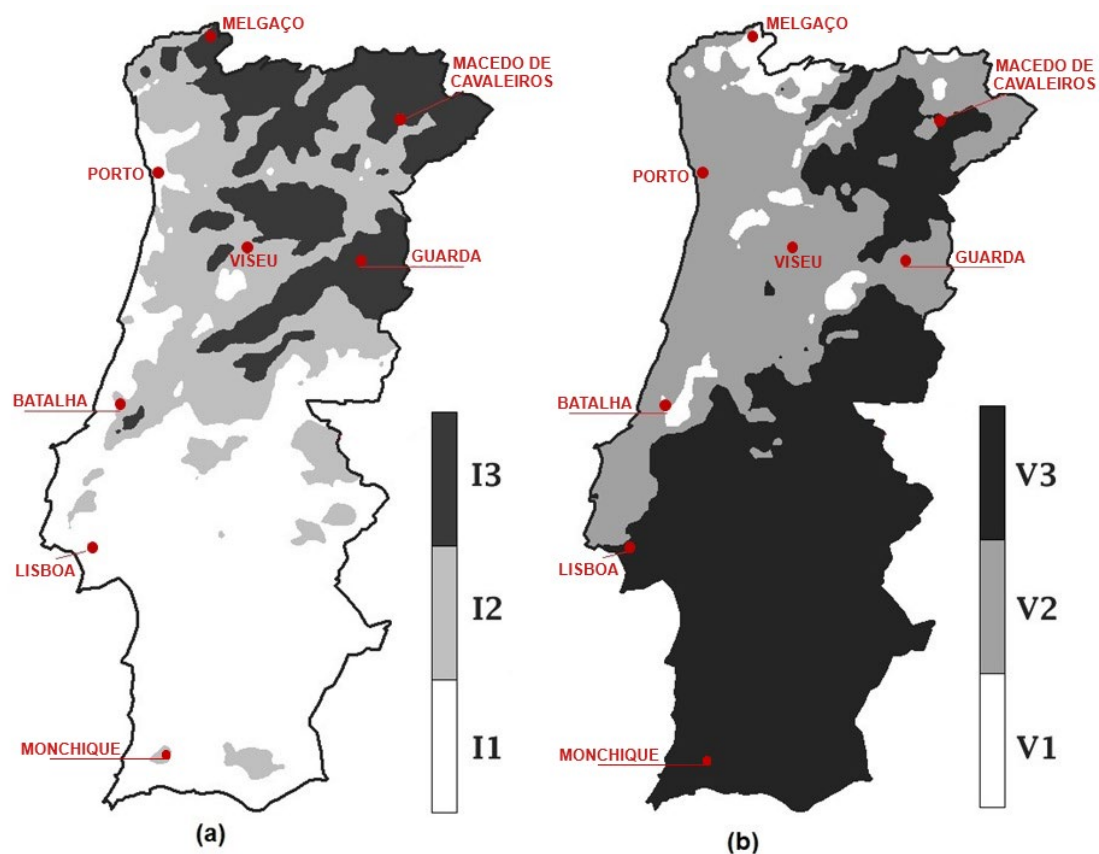 MELGAÇO
MACEDO DE
CAVALEIROS
PORTO
VISEU
GUARDA
BATALHA
LISBOA
MONCHIQUE
I3
I2
I1
(a)
MELGAÇO
MACEDO DE
CAVALEIROS
PORTO
VISEU
GUARDA
BATALHA
LISBOA
MONCHIQUE
V3
V2
V1
(b)